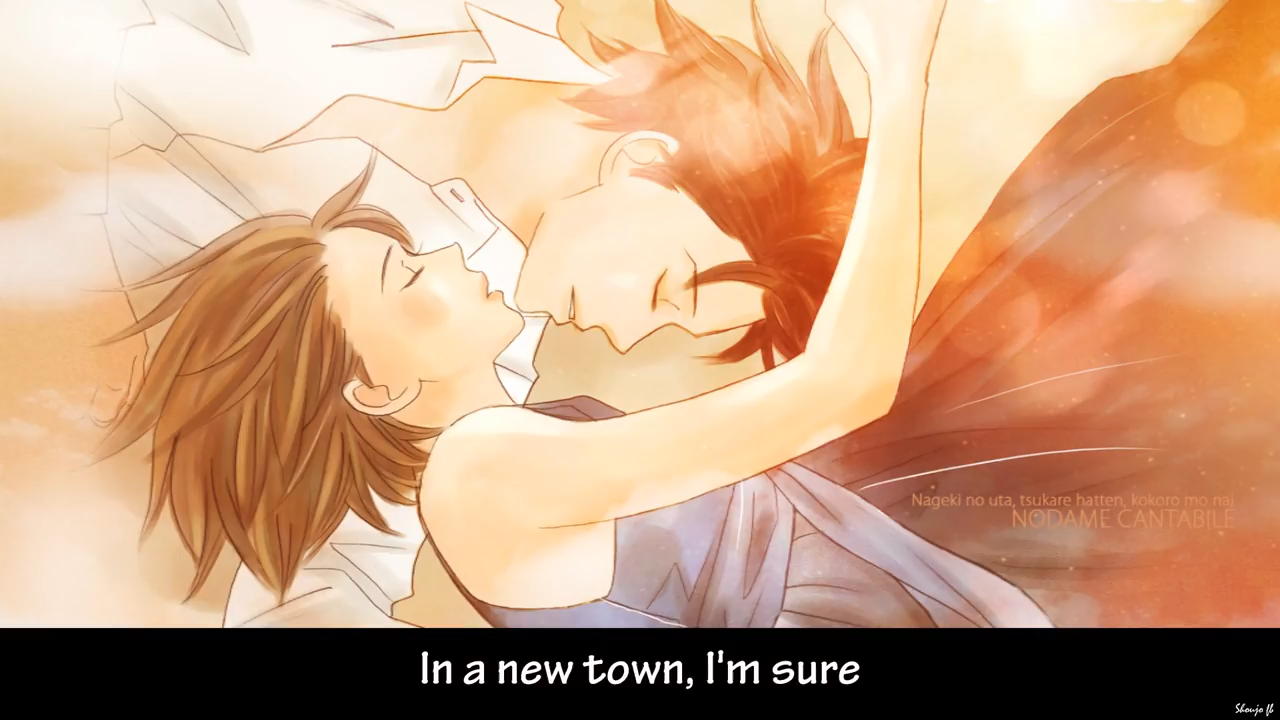 Nageki no uta, tsukare hatten, kokoro mo nai
NODAME CANTABILE
In a new town, I'm sure
Shoujo fb